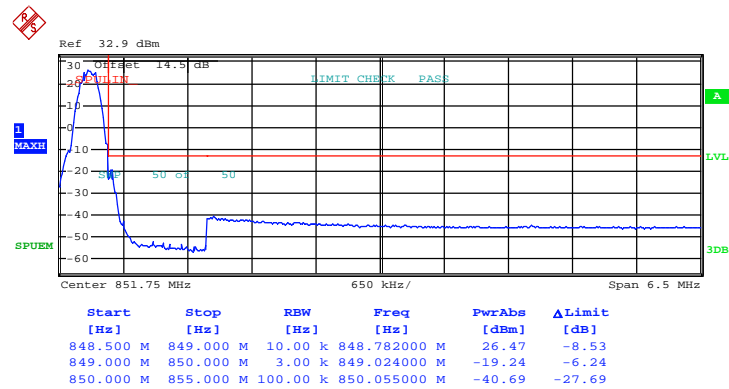 Ref 32.9 dBm
Offset 14.5 dB
SPULIN
LIMIT CHECK PASS
30
20
10
0
-10
-20
-30
-40
-50
-60
SWP 50 of 50
1
MAXH
SPUEM
A
LVL
3DB
Center 851.75 MHz 650 kHz/ Span 6.5 MHz
Start Stop RBW Freq PwrAbs ΔLimit
[Hz] [Hz] [Hz] [Hz] [dBm] [dB]
848.500 M 849.000 M 10.00 k 848.782000 M 26.47 -8.53
849.000 M 850.000 M 3.00 k 849.024000 M -19.24 -6.24
850.000 M 855.000 M 100.00 k 850.055000 M -40.69 -27.69